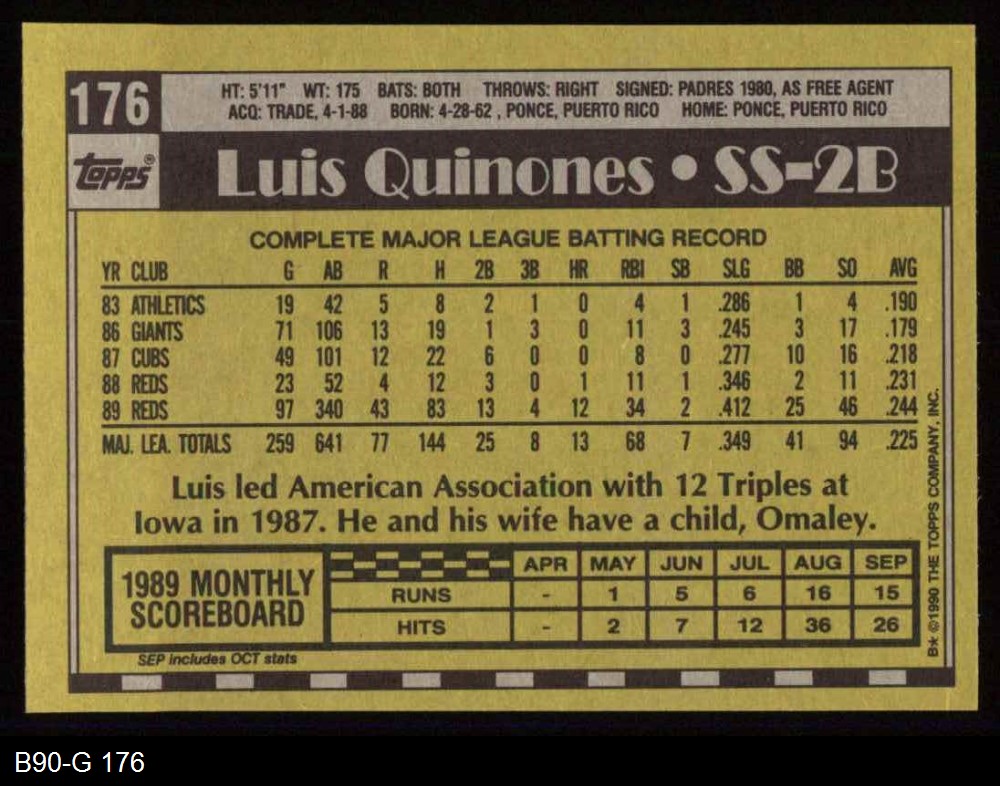 176
HT: 5'11" WT: 175 BATS: BOTH THROWS: RIGHT SIGNED: PADRES 1980, AS FREE AGENT
ACQ: TRADE, 4-1-88 BORN: 4-28-62 , PONCE, PUERTO RICO HOME: PONCE, PUERTO RICO
Topps®
Luis Quinones • SS-2B
COMPLETE MAJOR LEAGUE BATTING RECORD
YR CLUB G AB R H 2B 3B HR RBI SB SLG BB SO AVG
83 ATHLETICS 19 42 5 8 2 1 0 4 1 .286 1 4 .190
86 GIANTS 71 106 13 19 1 3 0 11 3 .245 3 17 .179
87 CUBS 49 101 12 22 6 0 0 8 0 .277 10 16 .218
88 REDS 23 52 4 12 3 0 1 11 1 .346 2 11 .231
89 REDS 97 340 43 83 13 4 12 34 2 .412 25 46 .244
MAJ. LEA. TOTALS 259 641 77 144 25 8 13 68 7 .349 41 94 .225
Luis led American Association with 12 Triples at
Iowa in 1987. He and his wife have a child, Omaley.
1989 MONTHLY
SCOREBOARD
APR MAY JUN JUL AUG SEP
RUNS - 1 5 6 16 15
HITS - 2 7 12 36 26
SEP includes OCT stats
B* ©1990 THE TOPPS COMPANY, INC.
B90-G 176